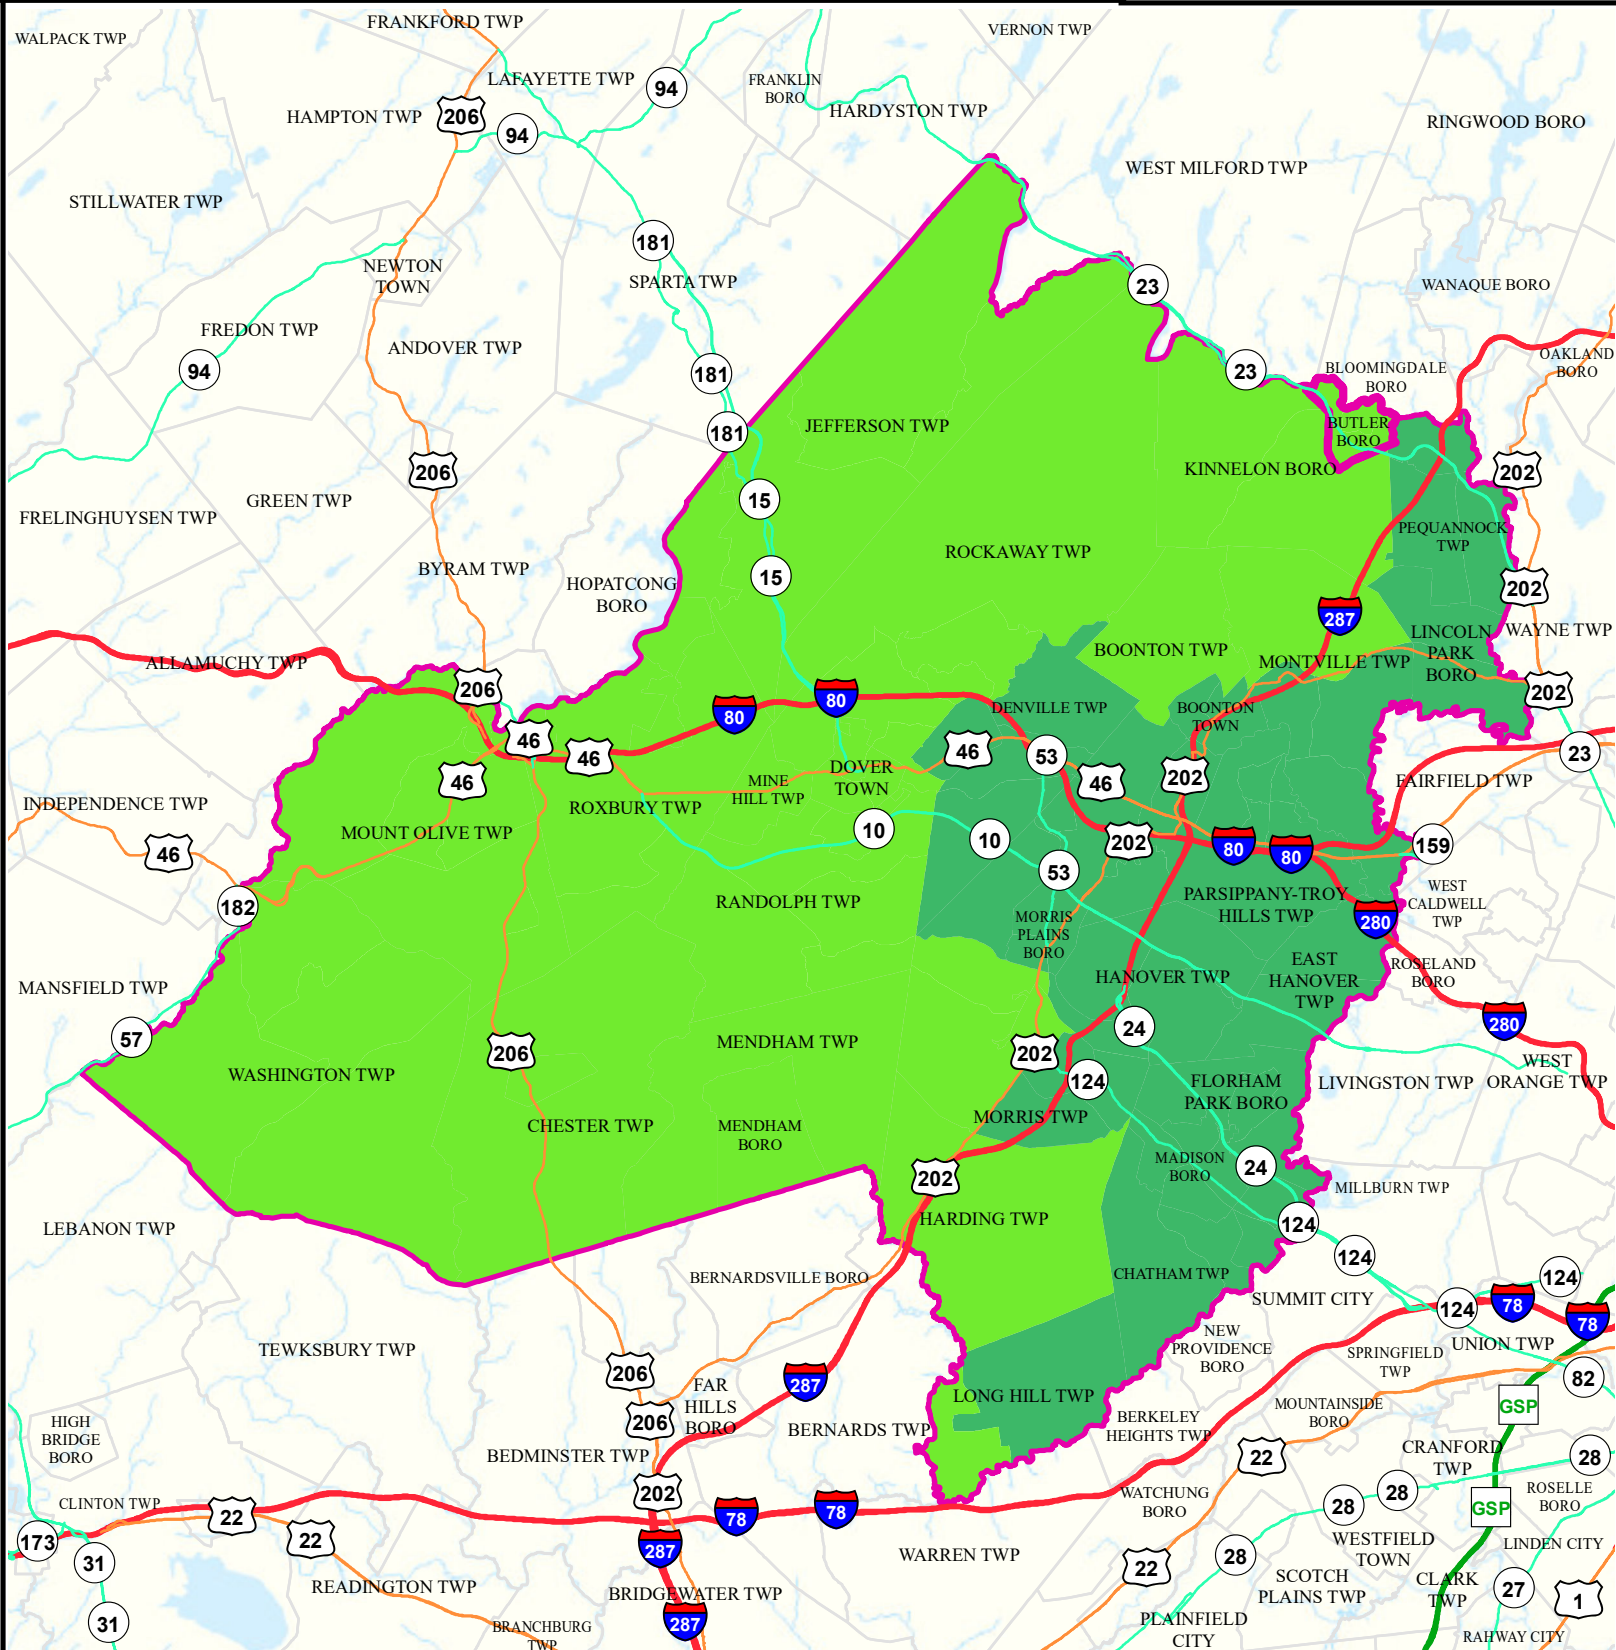 FRANKFORD TWP
WALPACK TWP
VERNON TWP
LAFAYETTE TWP
FRANKLIN
BORO
94
HARDYSTON TWP
HAMPTON TWP
206
94
RINGWOOD BORO
WEST MILFORD TWP
STILLWATER TWP
181
NEWTON
TOWN
SPARTA TWP
23
WANAQUE BORO
FREDON TWP
ANDOVER TWP
OAKLAND
BORO
94
181
23
BLOOMINGDALE
BORO
181
JEFFERSON TWP
BUTLER
BORO
206
KINNELON BORO
202
GREEN TWP
15
FRELINGHUYSEN TWP
PEQUANNOCK
TWP
ROCKAWAY TWP
BYRAM TWP
15
HOPATCONG
BORO
202
287
LINCOLN
PARK
BORO
WAYNE TWP
BOONTON TWP
MONTVILLE TWP
ALLAMUCHY TWP
206
80
80
202
DENVILLE TWP
BOONTON
TOWN
46
46
46
53
23
46
MINE
HILL TWP
DOVER
TOWN
46
202
FAIRFIELD TWP
INDEPENDENCE TWP
ROXBURY TWP
MOUNT OLIVE TWP
10
10
202
80
80
159
46
53
182
RANDOLPH TWP
PARSIPPANY-TROY
HILLS TWP
WEST
CALDWELL
TWP
280
MORRIS
PLAINS
BORO
MANSFIELD TWP
HANOVER TWP
EAST
HANOVER
TWP
ROSELAND
BORO
57
24
280
MENDHAM TWP
206
202
WEST
ORANGE TWP
WASHINGTON TWP
124
FLORHAM
PARK BORO
LIVINGSTON TWP
CHESTER TWP
MENDHAM
BORO
MORRIS TWP
MADISON
BORO
24
202
MILLBURN TWP
LEBANON TWP
HARDING TWP
124
124
BERNARDSVILLE BORO
CHATHAM TWP
124
SUMMIT CITY
124
78
78
TEWKSBURY TWP
NEW
PROVIDENCE
BORO
UNION TWP
SPRINGFIELD
TWP
206
287
82
FAR
HILLS
BORO
LONG HILL TWP
GSP
206
MOUNTAINSIDE
BORO
HIGH
BRIDGE
BORO
BERNARDS TWP
BERKELEY
HEIGHTS TWP
BEDMINSTER TWP
22
CRANFORD
TWP
28
202
28
CLINTON TWP
22
78
78
WATCHUNG
BORO
28
GSP
ROSELLE
BORO
173
22
287
WARREN TWP
28
WESTFIELD
TOWN
LINDEN CITY
31
22
READINGTON TWP
BRIDGEWATER TWP
SCOTCH
PLAINS TWP
CLARK
TWP
27
1
31
287
BRANCHBURG
TWP
PLAINFIELD
CITY
RAHWAY CITY